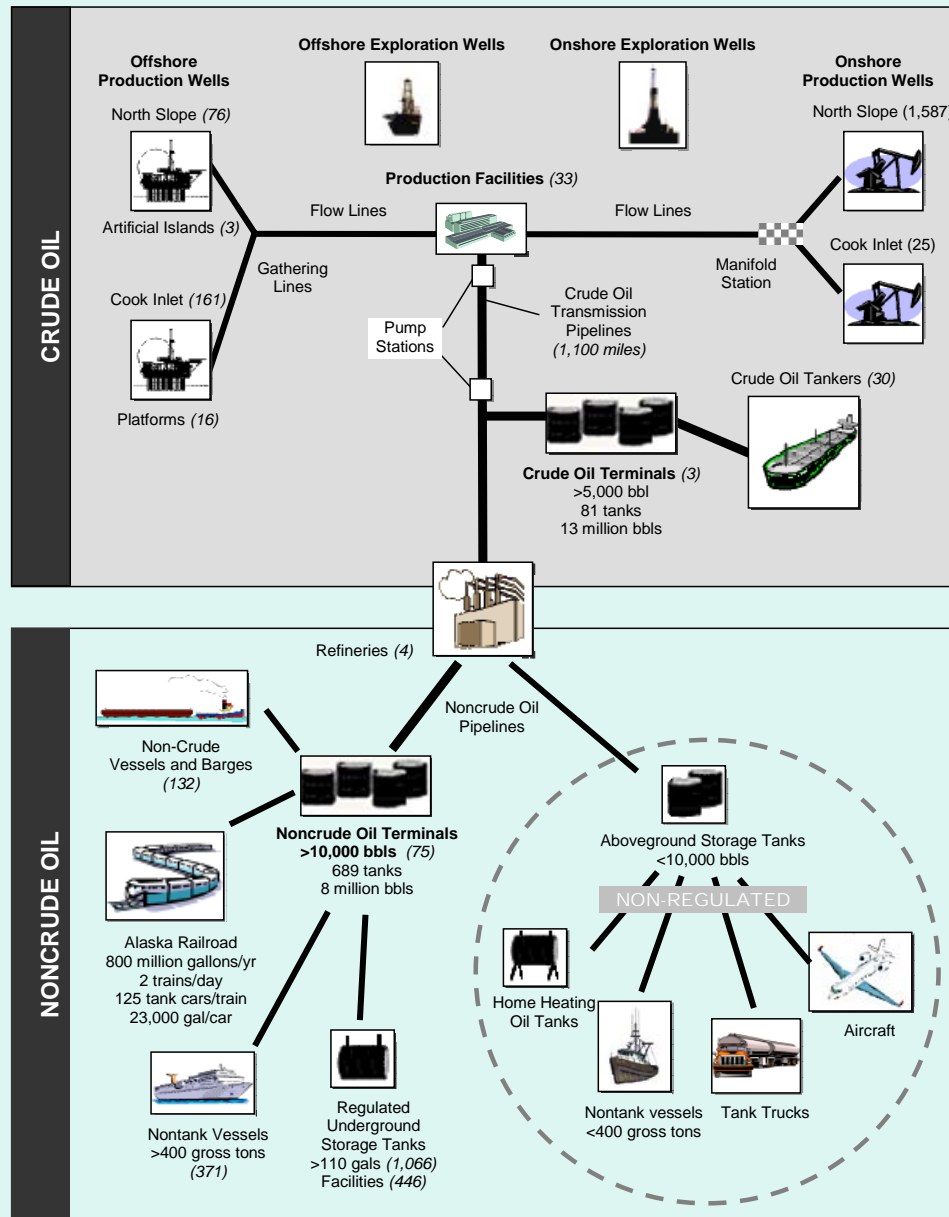 CRUDE OIL
Offshore Exploration Wells
Onshore Exploration Wells
Offshore
Production Wells
Onshore
Production Wells
North Slope (76)
North Slope (1,587)
Production Facilities (33)
Artificial Islands (3)
Flow Lines
Flow Lines
Gathering
Lines
Manifold
Station
Cook Inlet (25)
Cook Inlet (161)
Pump
Stations
Crude Oil
Transmission
Pipelines
(1,100 miles)
Platforms (16)
Crude Oil Tankers (30)
Crude Oil Terminals (3)
>5,000 bbl
81 tanks
13 million bbls
NONCRUDE OIL
Refineries (4)
Noncrude Oil
Pipelines
Non-Crude
Vessels and Barges
(132)
Noncrude Oil Terminals
>10,000 bbls (75)
689 tanks
8 million bbls
Aboveground Storage Tanks
<10,000 bbls
NON-REGULATED
Alaska Railroad
800 million gallons/yr
2 trains/day
125 tank cars/train
23,000 gal/car
Home Heating
Oil Tanks
Aircraft
Nontank vessels
<400 gross tons
Tank Trucks
Nontank Vessels
>400 gross tons
(371)
Regulated
Underground
Storage Tanks
>110 gals (1,066)
Facilities (446)